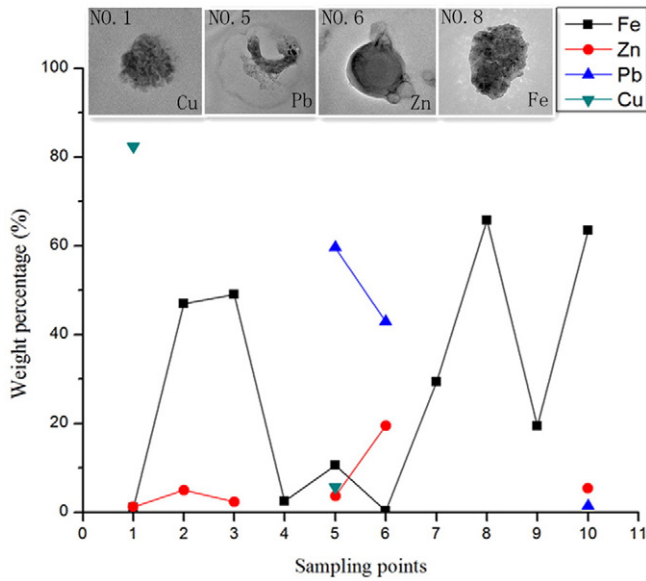 NO.1 NO.5 NO.6 NO.8
Cu Pb Zn Fe
Fe
Zn
Pb
Cu
Weight percentage (%)
100
80
60
40
20
0
0 1 2 3 4 5 6 7 8 9 10 11
Sampling points